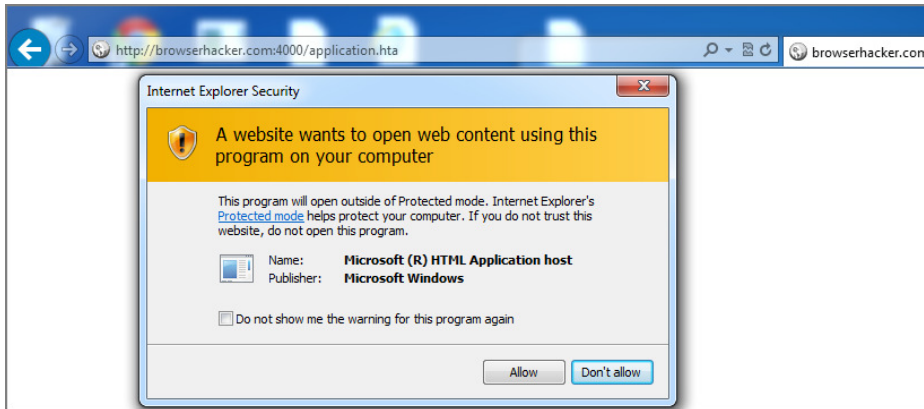 http://browserhacker.com:4000/application.hta
browserhacker.com
Internet Explorer Security
A website wants to open web content using this
program on your computer
This program will open outside of Protected mode. Internet Explorer's
Protected mode helps protect your computer. If you do not trust this
website, do not open this program.
Name: Microsoft (R) HTML Application host
Publisher: Microsoft Windows
Do not show me the warning for this program again
Allow Don't allow